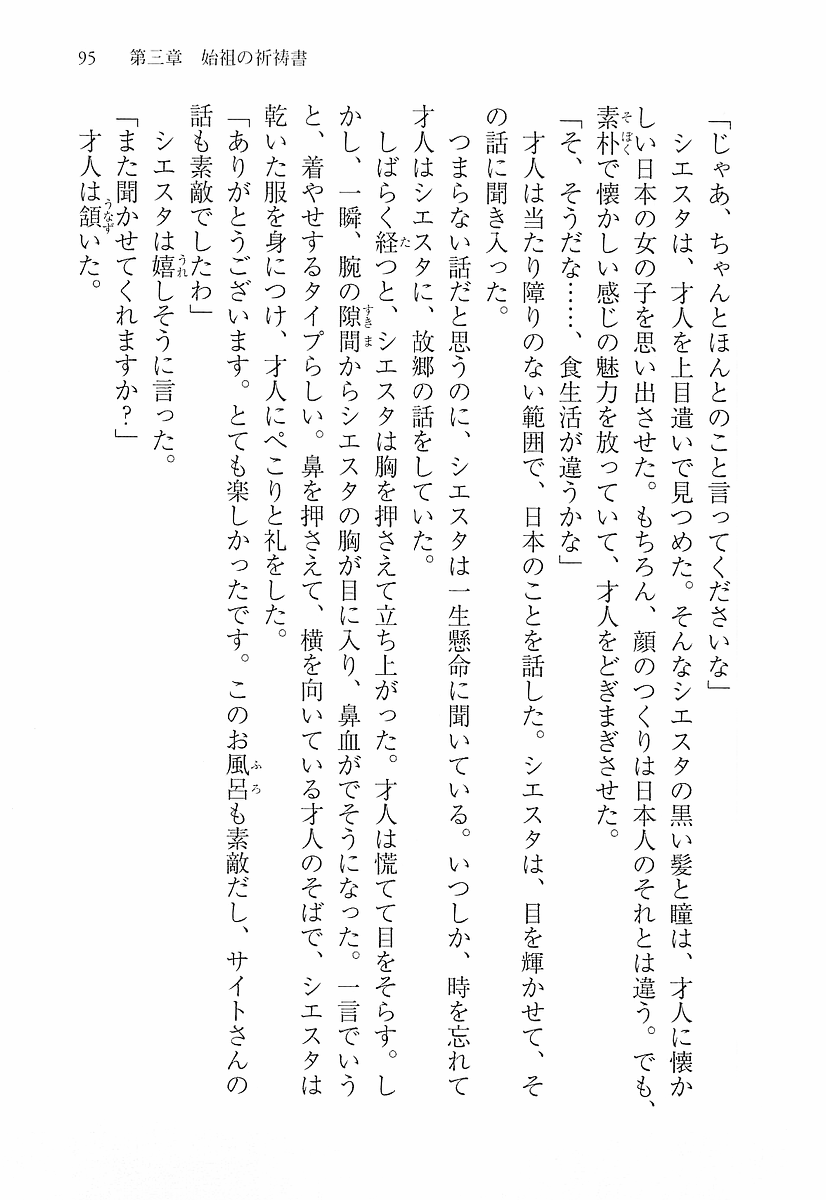 95　第三章　始祖の祈祷書
「じゃあ、ちゃんとほんとのこと言ってくださいな」
　シエスタは、才人を上目遣いで見つめた。そんなシエスタの黒い髪と瞳は、才人に懐か
しい日本の女の子を思い出させた。もちろん、顔のつくりは日本人のそれとは違う。でも、
素朴で懐かしい感じの魅力を放っていて、才人をどぎまぎさせた。
「そ、そうだな……、食生活が違うかな」
　才人は当たり障りのない範囲で、日本のことを話した。シエスタは、目を輝かせて、そ
の話に聞き入った。
　つまらない話だと思うのに、シエスタは一生懸命に聞いている。いつしか、時を忘れて
才人はシエスタに、故郷の話をしていた。
　しばらく経つと、シエスタは胸を押さえて立ち上がった。才人は慌てて目をそらす。し
かし、一瞬、腕の隙間からシエスタの胸が目に入り、鼻血がでそうになった。一言でいう
と、着やせするタイプらしい。鼻を押さえて、横を向いている才人のそばで、シエスタは
乾いた服を身につけ、才人にぺこりと礼をした。
「ありがとうございます。とても楽しかったです。このお風呂も素敵だし、サイトさんの
話も素敵でしたわ」
　シエスタは嬉しそうに言った。
「また聞かせてくれますか？」
　才人は頷いた。